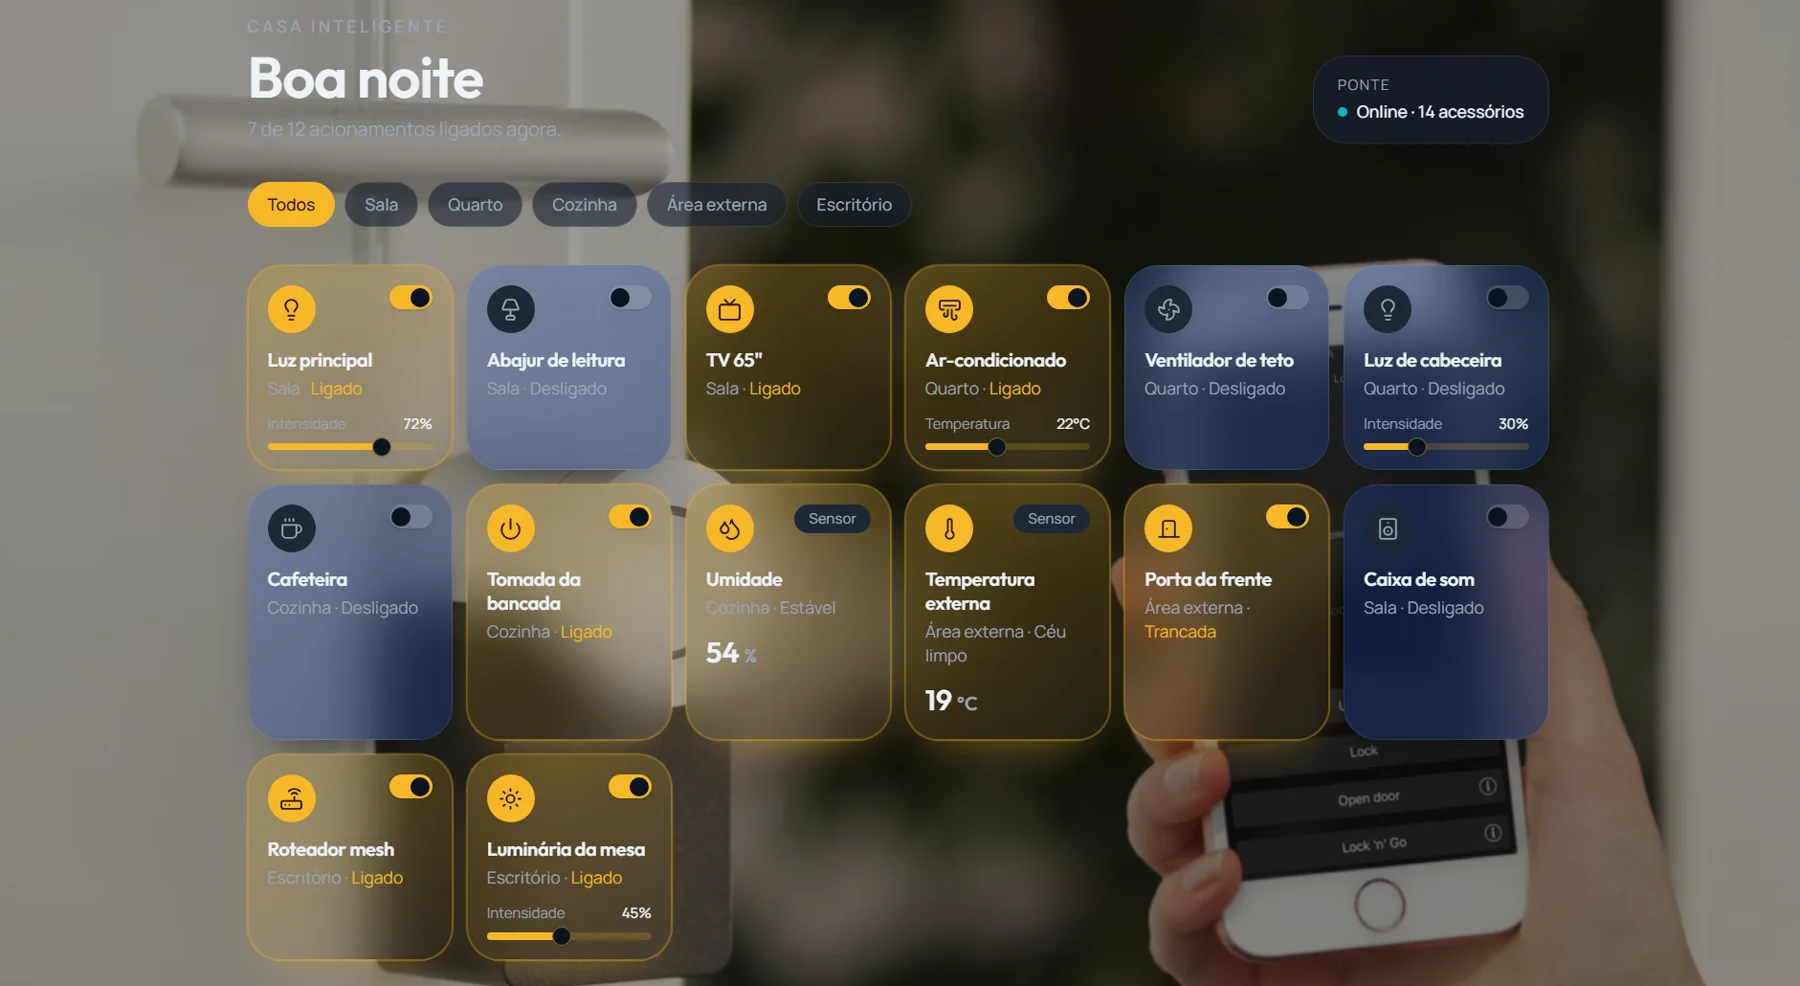 CASA INTELIGENTE
Boa noite
7 de 12 acionamentos ligados agora.
PONTE
Online · 14 acessórios
Todos
Sala
Quarto
Cozinha
Área externa
Escritório
Luz principal
Sala · Ligado
Intensidade 72%
Abajur de leitura
Sala · Desligado
TV 65"
Sala · Ligado
Ar-condicionado
Quarto · Ligado
Temperatura 22°C
Ventilador de teto
Quarto · Desligado
Luz de cabeceira
Quarto · Desligado
Intensidade 30%
Cafeteira
Cozinha · Desligado
Tomada da
bancada
Cozinha · Ligado
Sensor
Umidade
Cozinha · Estável
54 %
Sensor
Temperatura
externa
Área externa · Céu
limpo
19 °C
Porta da frente
Área externa ·
Trancada
Caixa de som
Sala · Desligado
Roteador mesh
Escritório · Ligado
Luminária da mesa
Escritório · Ligado
Intensidade 45%
Lock
Open door
Lock 'n' Go